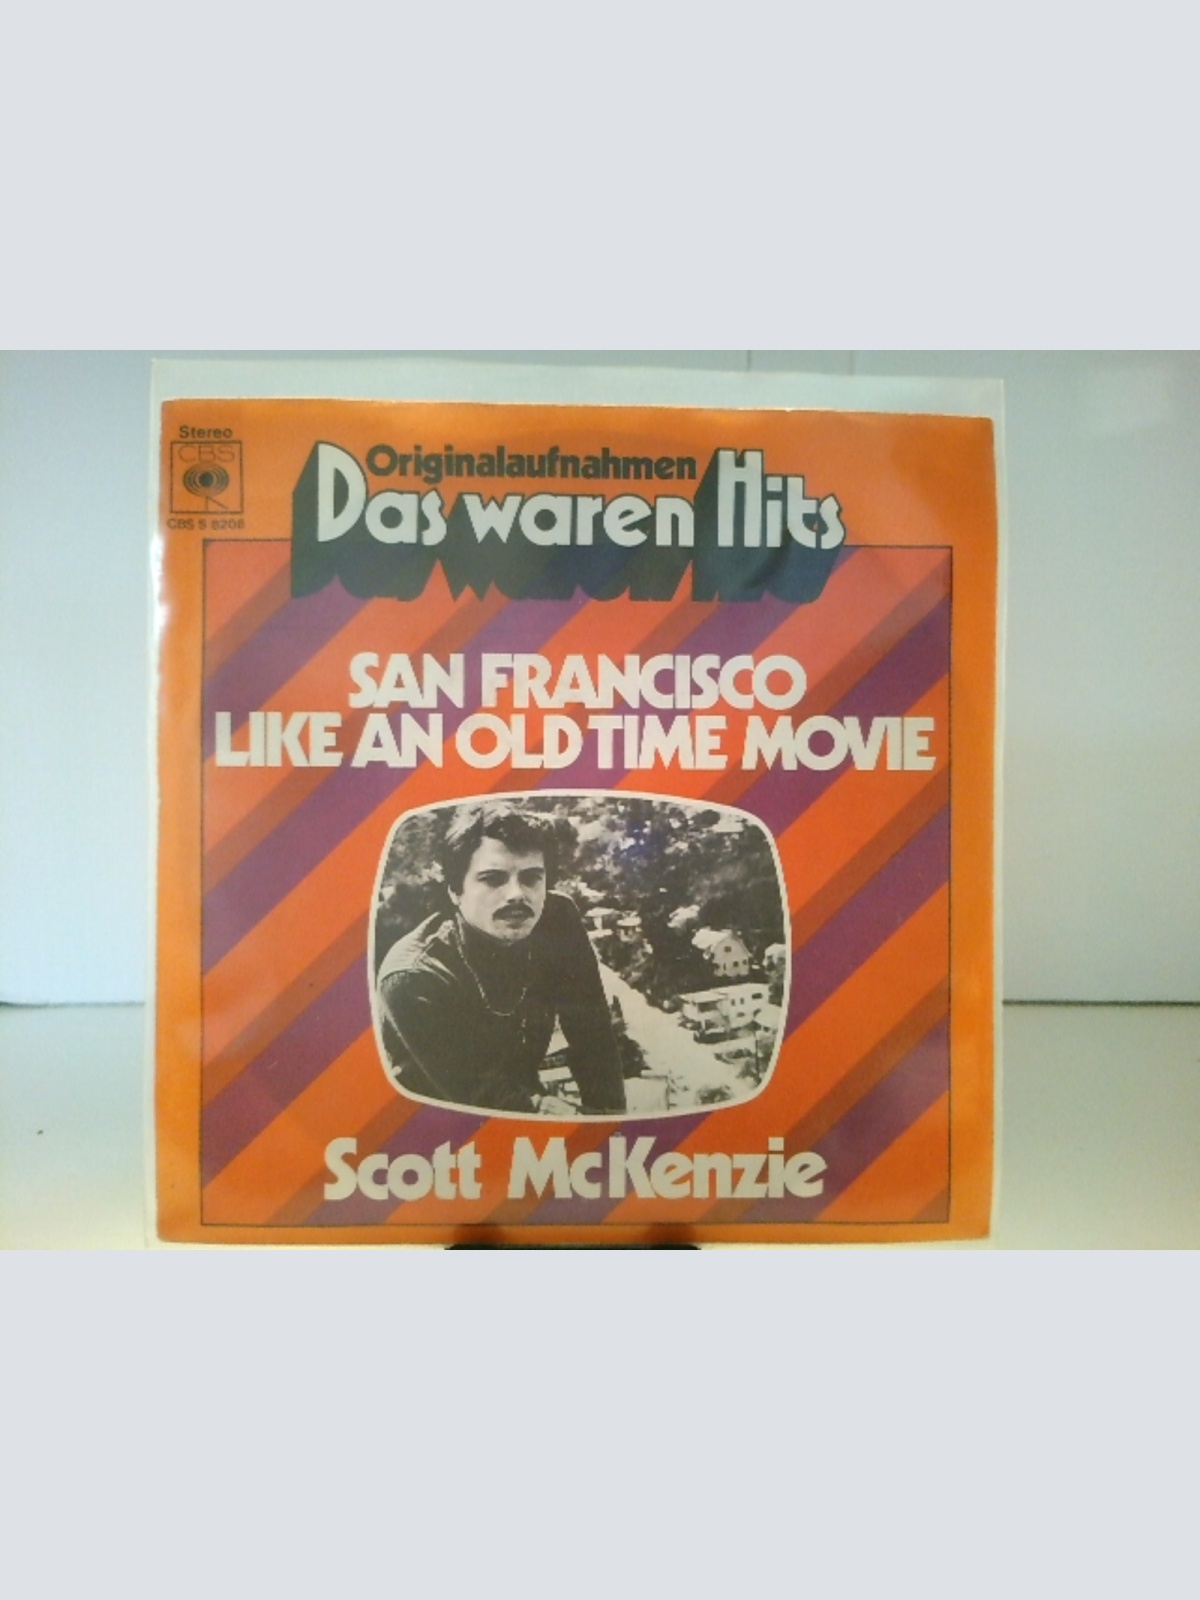 Stereo
CBS
CBS S 8208
Originalaufnahmen
Das waren Hits
SAN FRANCISCO
LIKE AN OLD TIME MOVIE
Scott McKenzie